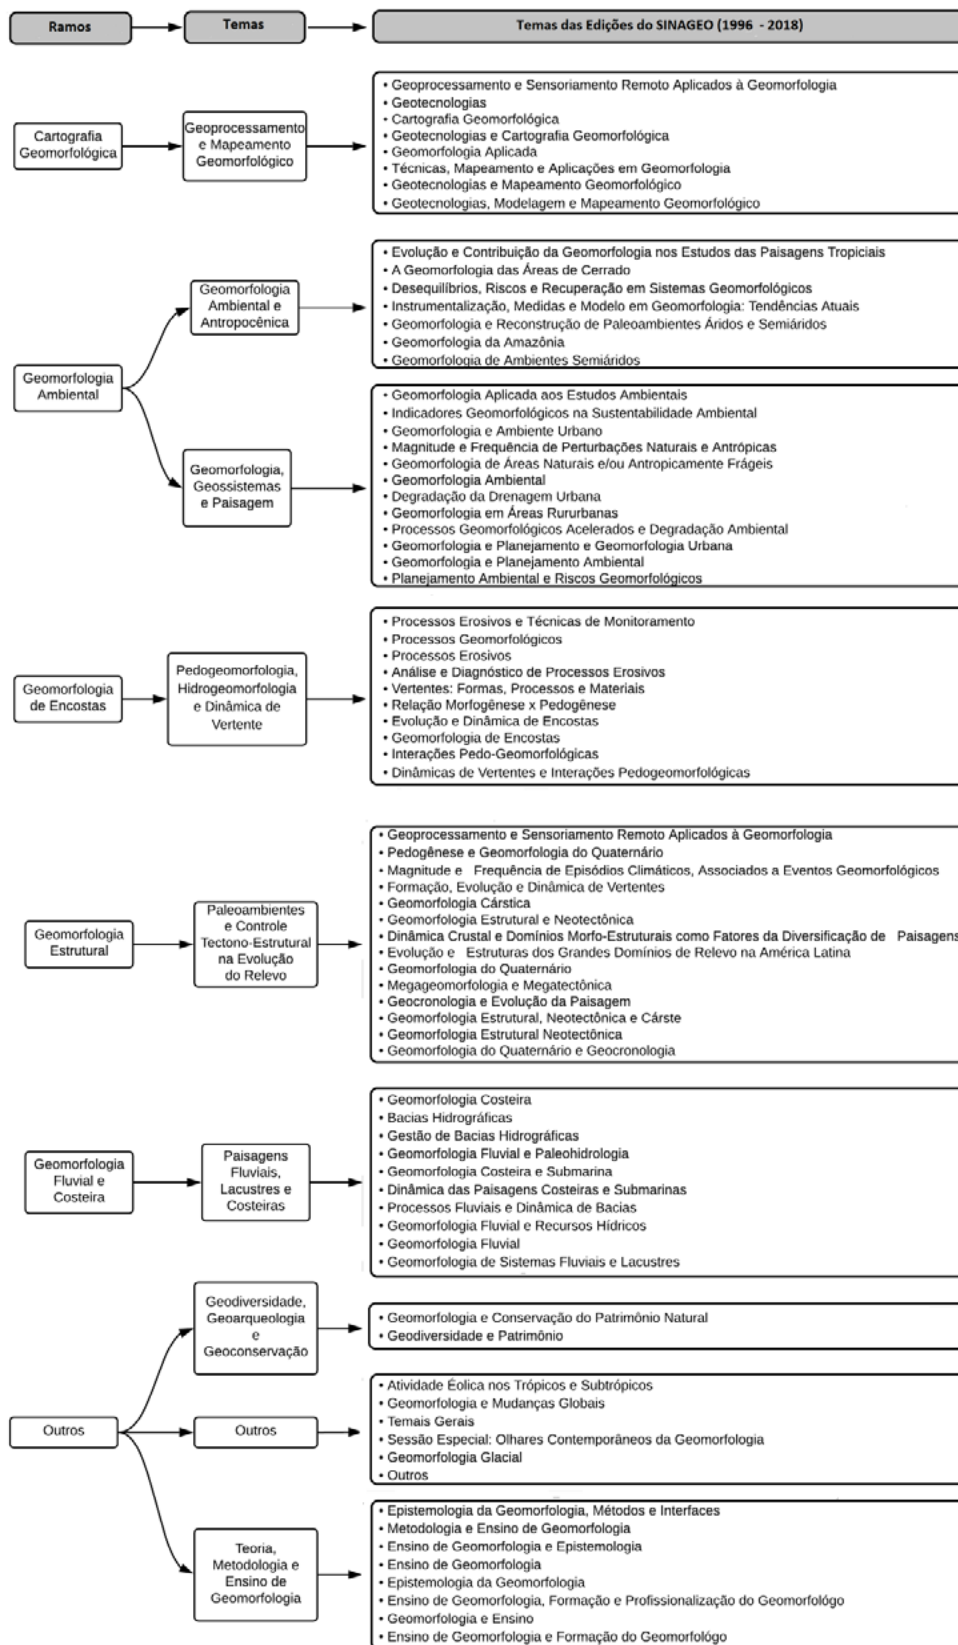 Ramos
Temas
Temas das Edições do SINAGEO (1996 - 2018)
Cartografia
Geomorfológica
Geoprocessamento
e Mapeamento
Geomorfológico
• Geoprocessamento e Sensoriamento Remoto Aplicados à Geomorfologia
• Geotecnologias
• Cartografia Geomorfológica
• Geotecnologias e Cartografia Geomorfológica
• Geomorfologia Aplicada
• Técnicas, Mapeamento e Aplicações em Geomorfologia
• Geotecnologias e Mapeamento Geomorfológico
• Geotecnologias, Modelagem e Mapeamento Geomorfológico
Geomorfologia
Ambiental
Geomorfologia
Ambiental e
Antropocênica
• Evolução e Contribuição da Geomorfologia nos Estudos das Paisagens Tropiciais
• A Geomorfologia das Áreas de Cerrado
• Desequilíbrios, Riscos e Recuperação em Sistemas Geomorfológicos
• Instrumentalização, Medidas e Modelo em Geomorfologia: Tendências Atuais
• Geomorfologia e Reconstrução de Paleoambientes Áridos e Semiáridos
• Geomorfologia da Amazônia
• Geomorfologia de Ambientes Semiáridos
Geomorfologia,
Geossistemas
e Paisagem
• Geomorfologia Aplicada aos Estudos Ambientais
• Indicadores Geomorfológicos na Sustentabilidade Ambiental
• Geomorfologia e Ambiente Urbano
• Magnitude e Frequência de Perturbações Naturais e Antrópicas
• Geomorfologia de Áreas Naturais e/ou Antropicamente Frágeis
• Geomorfologia Ambiental
• Degradação da Drenagem Urbana
• Geomorfologia em Áreas Rururbanas
• Processos Geomorfológicos Acelerados e Degradação Ambiental
• Geomorfologia e Planejamento e Geomorfologia Urbana
• Geomorfologia e Planejamento Ambiental
• Planejamento Ambiental e Riscos Geomorfológicos
Geomorfologia
de Encostas
Pedogeomorfologia,
Hidrogeomorfologia
e Dinâmica de
Vertente
• Processos Erosivos e Técnicas de Monitoramento
• Processos Geomorfológicos
• Processos Erosivos
• Análise e Diagnóstico de Processos Erosivos
• Vertentes: Formas, Processos e Materiais
• Relação Morfogênese x Pedogênese
• Evolução e Dinâmica de Encostas
• Geomorfologia de Encostas
• Interações Pedo-Geomorfológicas
• Dinâmicas de Vertentes e Interações Pedogeomorfológicas
Geomorfologia
Estrutural
Paleoambientes
e Controle
Tectono-Estrutural
na Evolução
do Relevo
• Geoprocessamento e Sensoriamento Remoto Aplicados à Geomorfologia
• Pedogênese e Geomorfologia do Quaternário
• Magnitude e Frequência de Episódios Climáticos, Associados a Eventos Geomorfológicos
• Formação, Evolução e Dinâmica de Vertentes
• Geomorfologia Cárstica
• Geomorfologia Estrutural e Neotectônica
• Dinâmica Crustal e Domínios Morfo-Estruturais como Fatores da Diversificação de Paisagens
• Evolução e Estruturas dos Grandes Domínios de Relevo na América Latina
• Geomorfologia do Quaternário
• Megageomorfologia e Megatectônica
• Geocronologia e Evolução da Paisagem
• Geomorfologia Estrutural, Neotectônica e Cárste
• Geomorfologia Estrutural Neotectônica
• Geomorfologia do Quaternário e Geocronologia
Geomorfologia
Fluvial e
Costeira
Paisagens
Fluviais,
Lacustres e
Costeiras
• Geomorfologia Costeira
• Bacias Hidrográficas
• Gestão de Bacias Hidrográficas
• Geomorfologia Fluvial e Paleohidrologia
• Geomorfologia Costeira e Submarina
• Dinâmica das Paisagens Costeiras e Submarinas
• Processos Fluviais e Dinâmica de Bacias
• Geomorfologia Fluvial e Recursos Hídricos
• Geomorfologia Fluvial
• Geomorfologia de Sistemas Fluviais e Lacustres
Outros
Geodiversidade,
Geoarqueologia
e
Geoconservação
• Geomorfologia e Conservação do Patrimônio Natural
• Geodiversidade e Patrimônio
Outros
• Atividade Éolica nos Trópicos e Subtrópicos
• Geomorfologia e Mudanças Globais
• Temais Gerais
• Sessão Especial: Olhares Contemporâneos da Geomorfologia
• Geomorfologia Glacial
• Outros
Teoria,
Metodologia e
Ensino de
Geomorfologia
• Epistemologia da Geomorfologia, Métodos e Interfaces
• Metodologia e Ensino de Geomorfologia
• Ensino de Geomorfologia e Epistemologia
• Ensino de Geomorfologia
• Epistemologia da Geomorfologia
• Ensino de Geomorfologia, Formação e Profissionalização do Geomorfológo
• Geomorfologia e Ensino
• Ensino de Geomorfologia e Formação do Geomorfológo